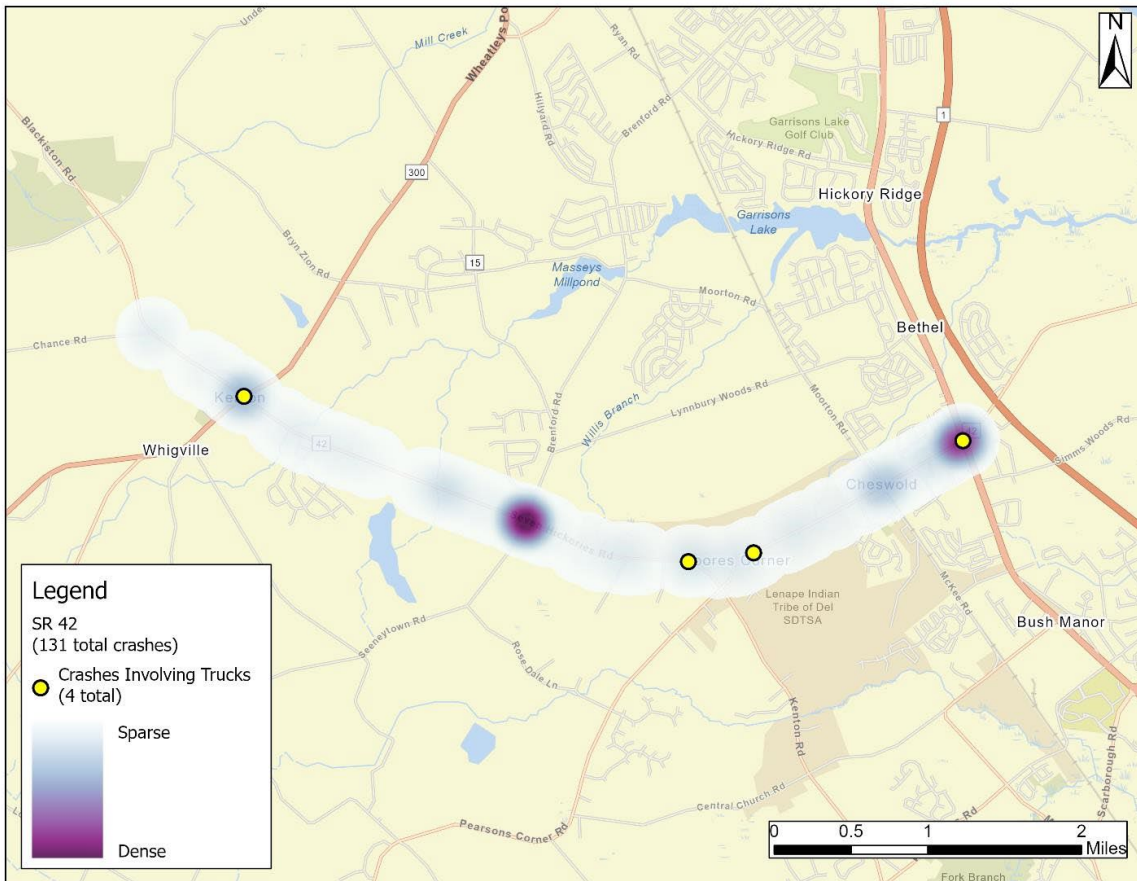 Mill Creek
Wheatleys Po
Ryan Rd
N
Hillyard Rd
Brenford Rd
Garrisons Lake
Golf Club
1
Blackiston Rd
Hickory Ridge Rd
300
Hickory Ridge
Garrisons
Lake
Bryn Zion Rd
15
Masseys
Millpond
Moorton Rd
Bethel
Chance Rd
Lynnbury Woods Rd
Moorton Rd
Willis Branch
Brenford Rd
42
42
Whigville
Simms Woods Rd
Cheswold
Hickories Rd
Lenape Indian
Tribe of Del
SDTSA
McKee Rd
Bush Manor
Seeneytown Rd
Rose Dale Ln
Kenton Rd
Scarborough Rd
Central Church Rd
Pearsons Corner Rd
Fork Branch
Legend
SR 42
(131 total crashes)
Crashes Involving Trucks
(4 total)
Sparse
Dense
0 0.5 1 2
Miles